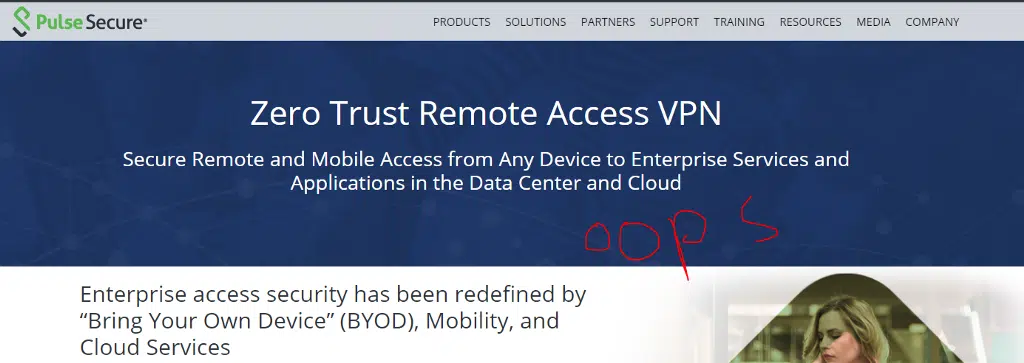 Pulse Secure®
PRODUCTS SOLUTIONS PARTNERS SUPPORT TRAINING RESOURCES MEDIA COMPANY
Zero Trust Remote Access VPN
Secure Remote and Mobile Access from Any Device to Enterprise Services and
Applications in the Data Center and Cloud
oops
Enterprise access security has been redefined by
“Bring Your Own Device” (BYOD), Mobility, and
Cloud Services